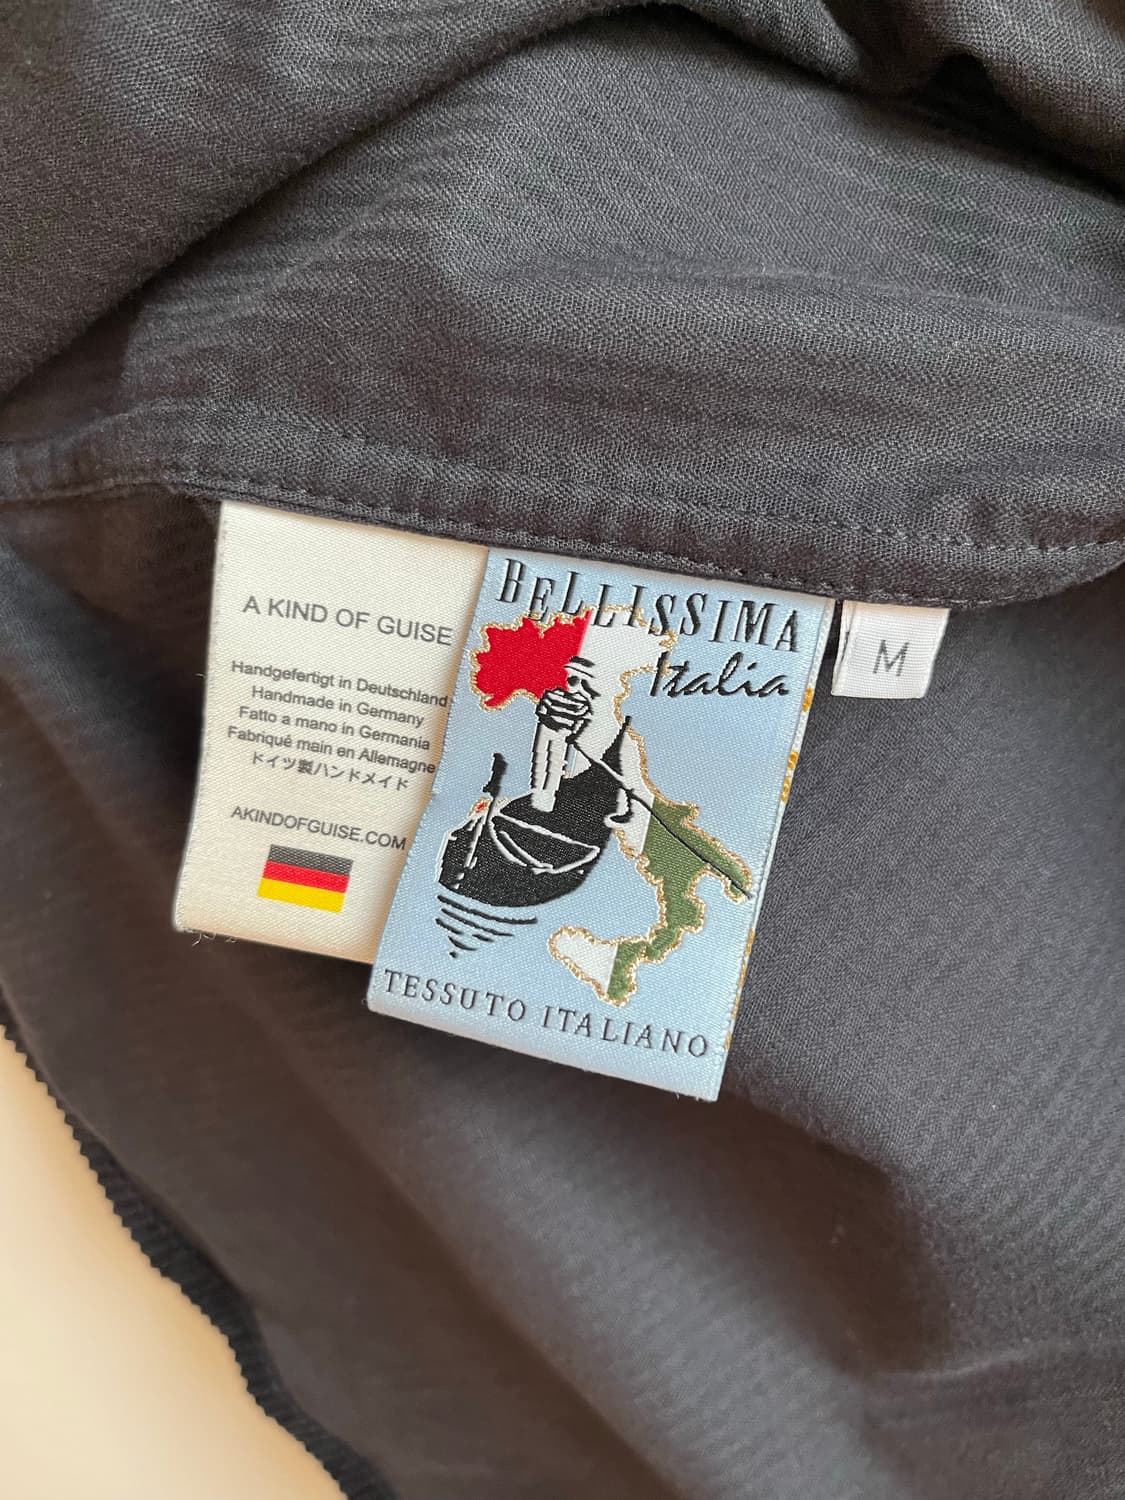 A KIND OF GUISE
Handgefertigt in Deutschland
Handmade in Germany
Fatto a mano in Germania
Fabriqué main en Allemagne
ドイツ製ハンドメイド
AKINDOFGUISE.COM
BELLISSIMA
Italia
TESSUTO ITALIANO
M